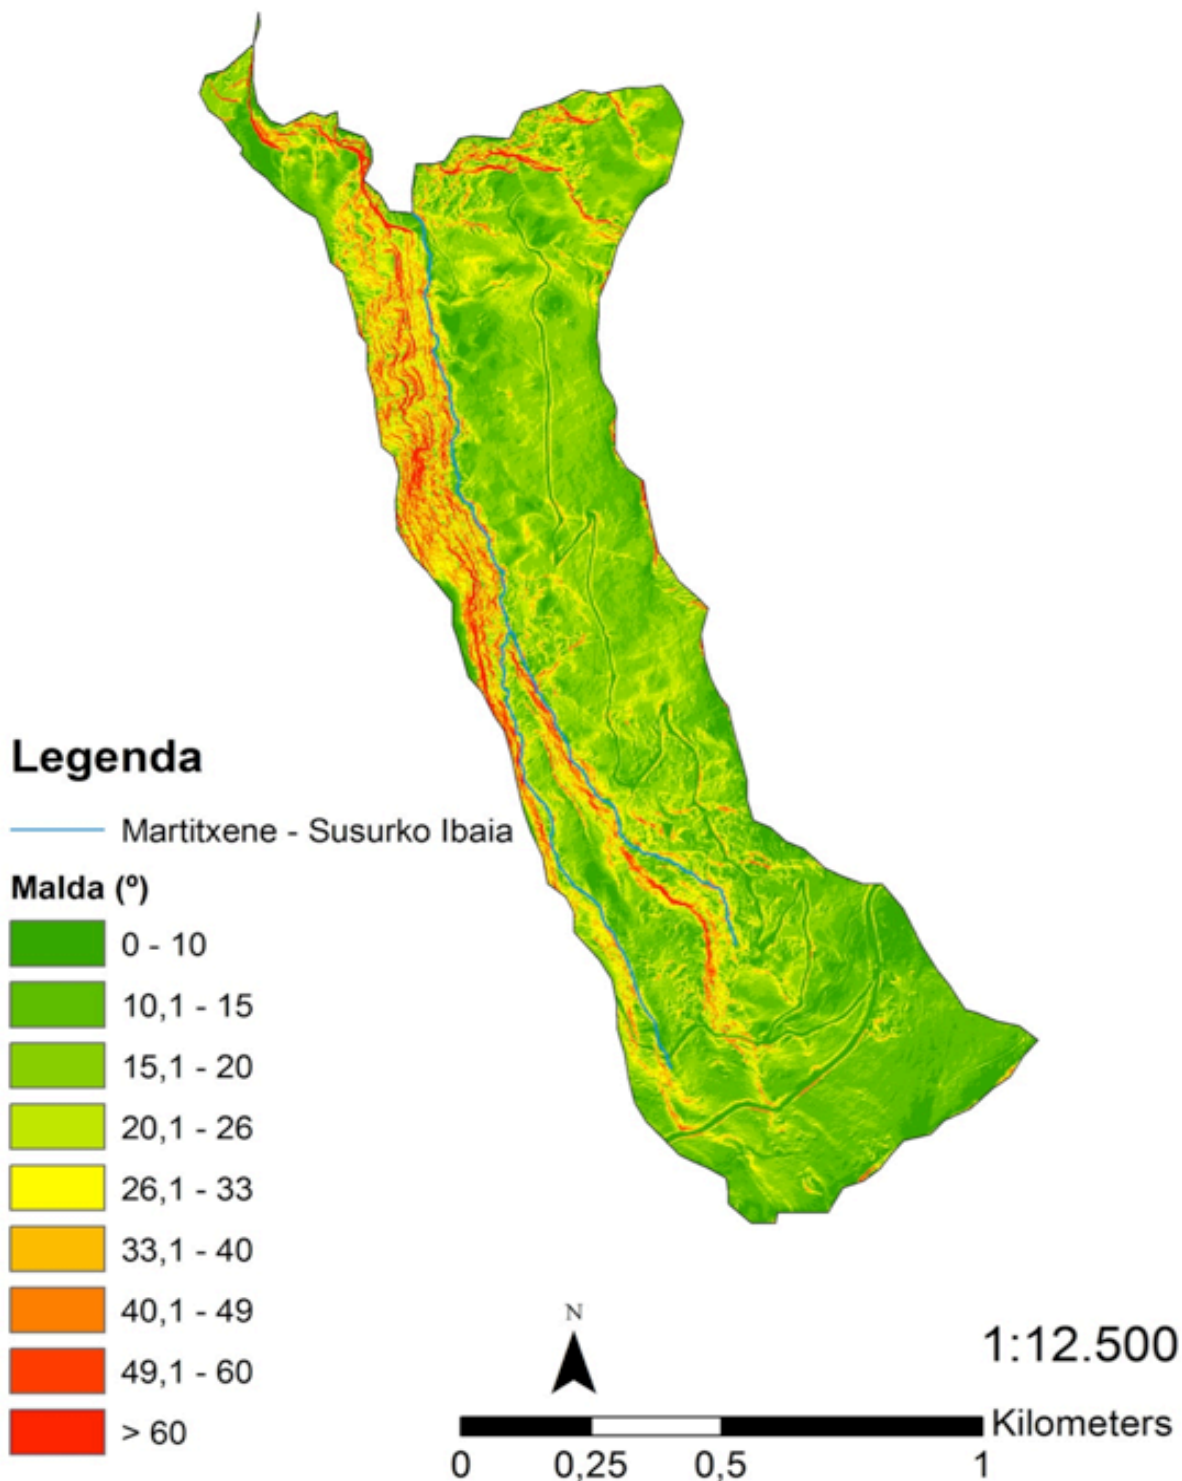 Legenda
Martitxene - Susurko Ibaia
Malda (º)
0 - 10
10,1 - 15
15,1 - 20
20,1 - 26
26,1 - 33
33,1 - 40
40,1 - 49
49,1 - 60
> 60
N
1:12.500
Kilometers
0 0,25 0,5 1